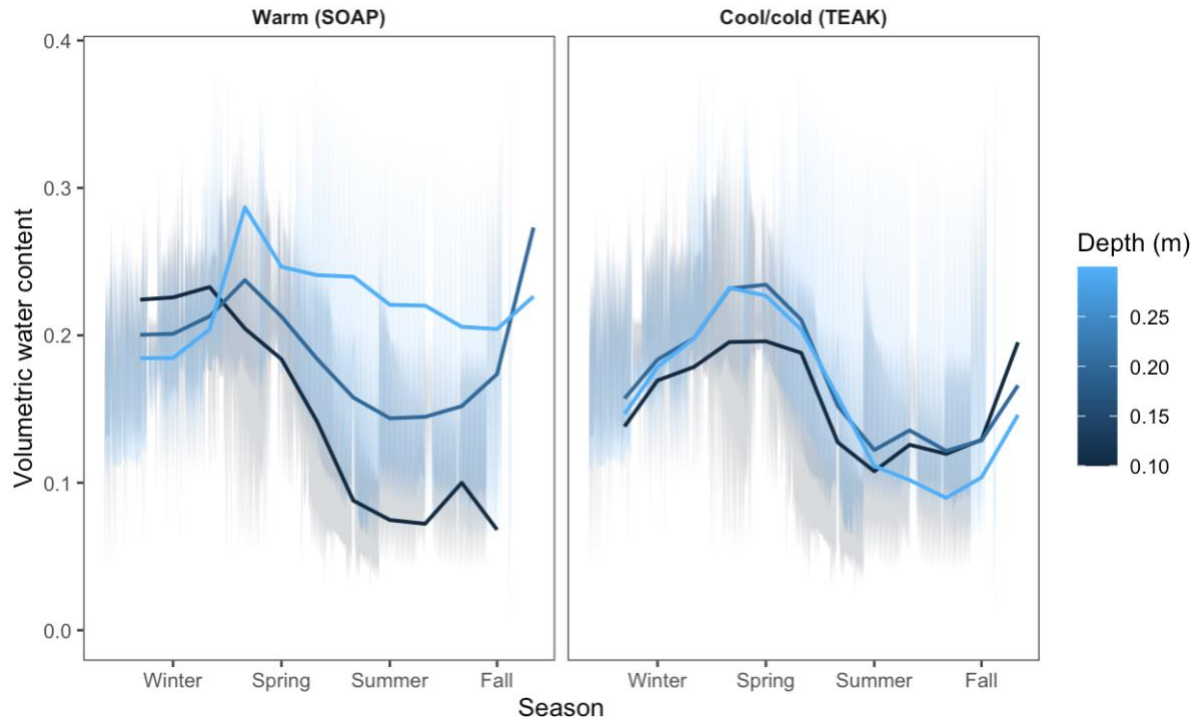 Warm (SOAP)
Cool/cold (TEAK)
Volumetric water content
0.4
0.3
0.2
0.1
0.0
Winter
Spring
Summer
Fall
Winter
Spring
Summer
Fall
Season
Depth (m)
0.25
0.20
0.15
0.10